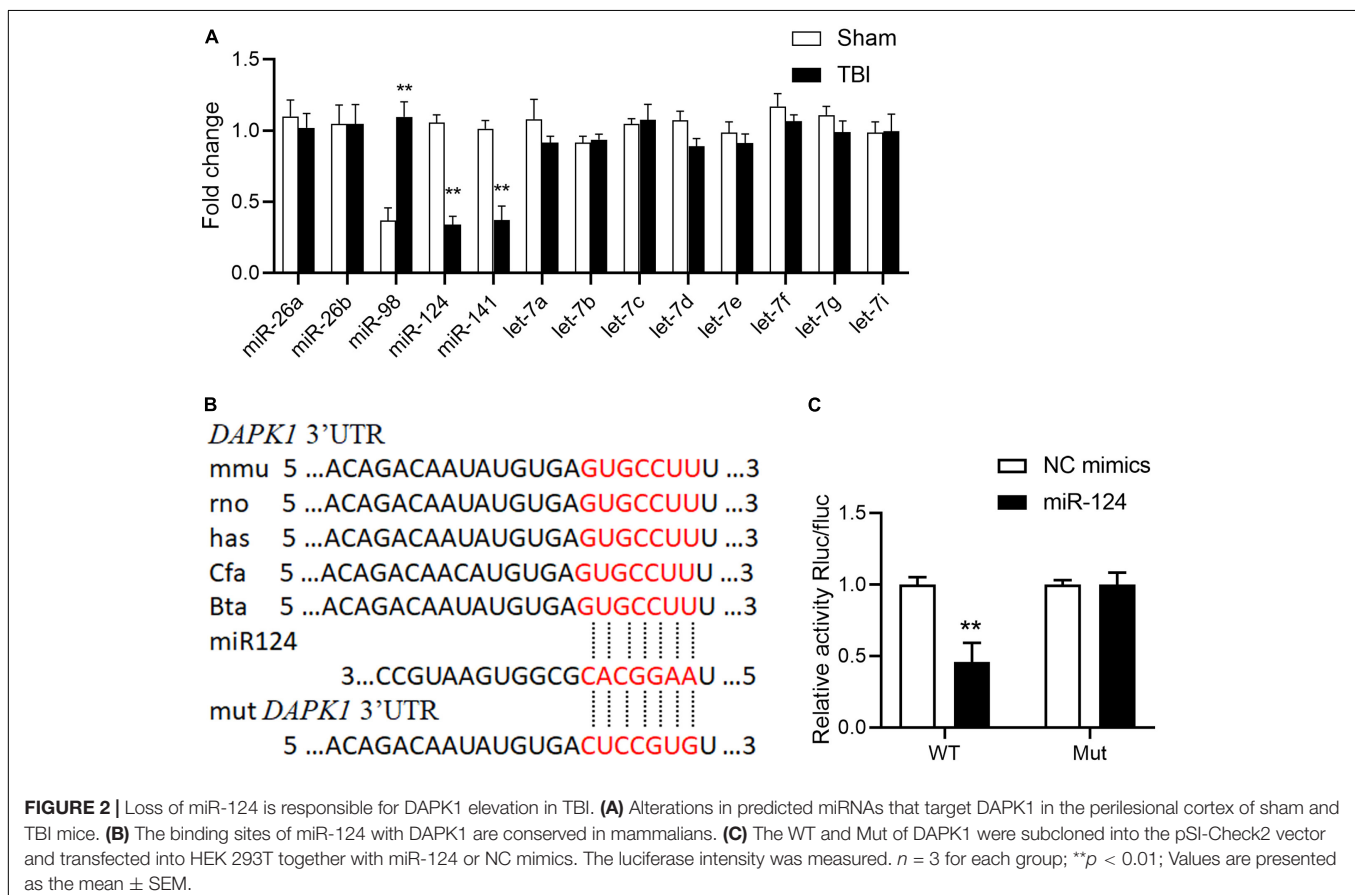 A
Sham
TBI
Fold change
1.5
1.0
0.5
0.0
**
**
**
miR-26a
miR-26b
miR-98
miR-124
miR-141
let-7a
let-7b
let-7c
let-7d
let-7e
let-7f
let-7g
let-7i
B
DAPK1 3'UTR
mmu 5 ...ACAGACAAUAUGUGAGUGCCUUU ...3
rno 5 ...ACAGACAAUAUGUGAGUGCCUUU ...3
has 5 ...ACAGACAAUAUGUGAGUGCCUUU ...3
Cfa 5 ...ACAGACAACAUGUGAGUGCCUUU ...3
Bta 5 ...ACAGACAAUAUGUGAGUGCCUUU ...3
miR124
3...CCGUAAGUGGCGCACGGAAU ...5
mut DAPK1 3'UTR
5 ...ACAGACAAUAUGUGACUCCGUGU ...3
C
NC mimics
miR-124
Relative activity Rluc/fluc
1.5
1.0
0.5
0.0
**
WT
Mut
FIGURE 2 | Loss of miR-124 is responsible for DAPK1 elevation in TBI. (A) Alterations in predicted miRNAs that target DAPK1 in the perilesional cortex of sham and
TBI mice. (B) The binding sites of miR-124 with DAPK1 are conserved in mammalians. (C) The WT and Mut of DAPK1 were subcloned into the pSI-Check2 vector
and transfected into HEK 293T together with miR-124 or NC mimics. The luciferase intensity was measured. n = 3 for each group; **p < 0.01; Values are presented
as the mean ± SEM.